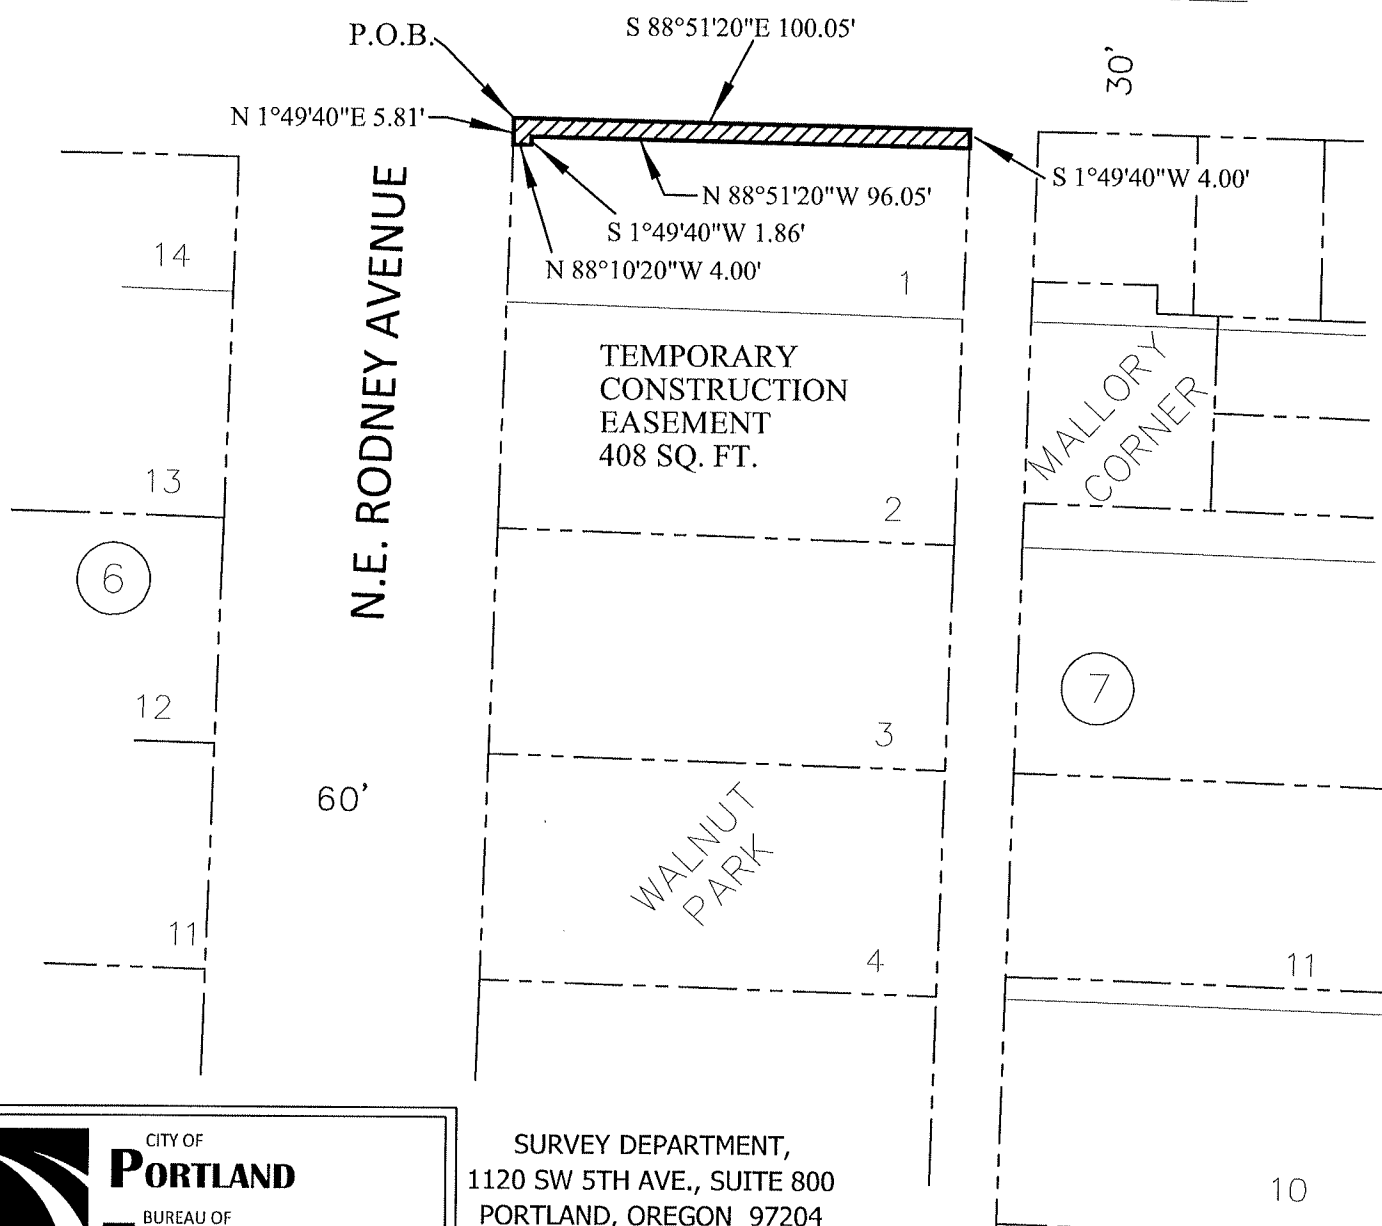 S 88°51'20"E 100.05'
P.O.B.
30'
N 1°49'40"E 5.81'
S 1°49'40"W 4.00'
N 88°51'20"W 96.05'
S 1°49'40"W 1.86'
N 88°10'20"W 4.00'
14
1
N.E. RODNEY AVENUE
TEMPORARY
CONSTRUCTION
EASEMENT
408 SQ. FT.
MALLORY
CORNER
13
2
6
7
12
3
60'
WALNUT
PARK
11
4
11
CITY OF
PORTLAND
BUREAU OF
SURVEY DEPARTMENT,
1120 SW 5TH AVE., SUITE 800
PORTLAND, OREGON 97204
10